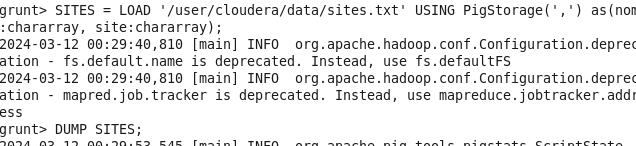 grunt> SITES = LOAD '/user/cloudera/data/sites.txt' USING PigStorage(',') as(nom
:chararray, site:chararray);
2024-03-12 00:29:40,810 [main] INFO  org.apache.hadoop.conf.Configuration.deprec
ation - fs.default.name is deprecated. Instead, use fs.defaultFS
2024-03-12 00:29:40,810 [main] INFO  org.apache.hadoop.conf.Configuration.deprec
ation - mapred.job.tracker is deprecated. Instead, use mapreduce.jobtracker.addr
ess
grunt> DUMP SITES;
2024-03-12 00:29:53,545 [main] INFO  org.apache.pig.tools.pigstats.ScriptState